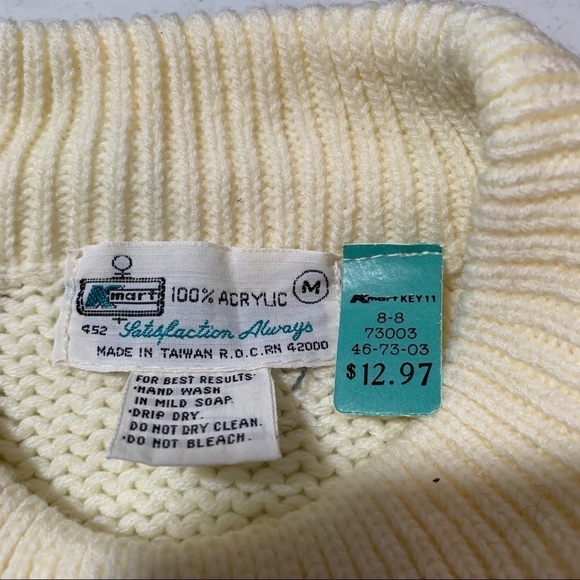 Kmart 100% ACRYLIC M
452 Satisfaction Always
MADE IN TAIWAN R.O.C. RN 42000
FOR BEST RESULTS:
•HAND WASH
IN MILD SOAP.
•DRIP DRY.
DO NOT DRY CLEAN.
•DO NOT BLEACH.
Kmart KEY 11
8-8
73003
46-73-03
$12.97